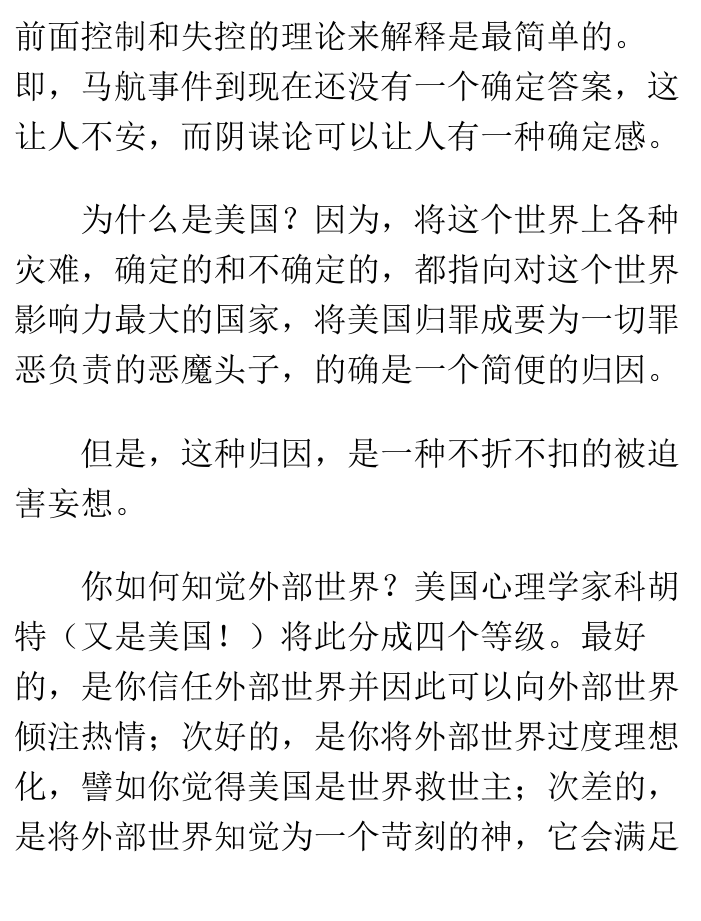 前面控制和失控的理论来解释是最简单的。
即，马航事件到现在还没有一个确定答案，这
让人不安，而阴谋论可以让人有一种确定感。
为什么是美国？因为，将这个世界上各种
灾难，确定的和不确定的，都指向对这个世界
影响力最大的国家，将美国归罪成要为一切罪
恶负责的恶魔头子，的确是一个简便的归因。
但是，这种归因，是一种不折不扣的被迫
害妄想。
你如何知觉外部世界？美国心理学家科胡
特（又是美国！）将此分成四个等级。最好
的，是你信任外部世界并因此可以向外部世界
倾注热情；次好的，是你将外部世界过度理想
化，譬如你觉得美国是世界救世主；次差的，
是将外部世界知觉为一个苛刻的神，它会满足